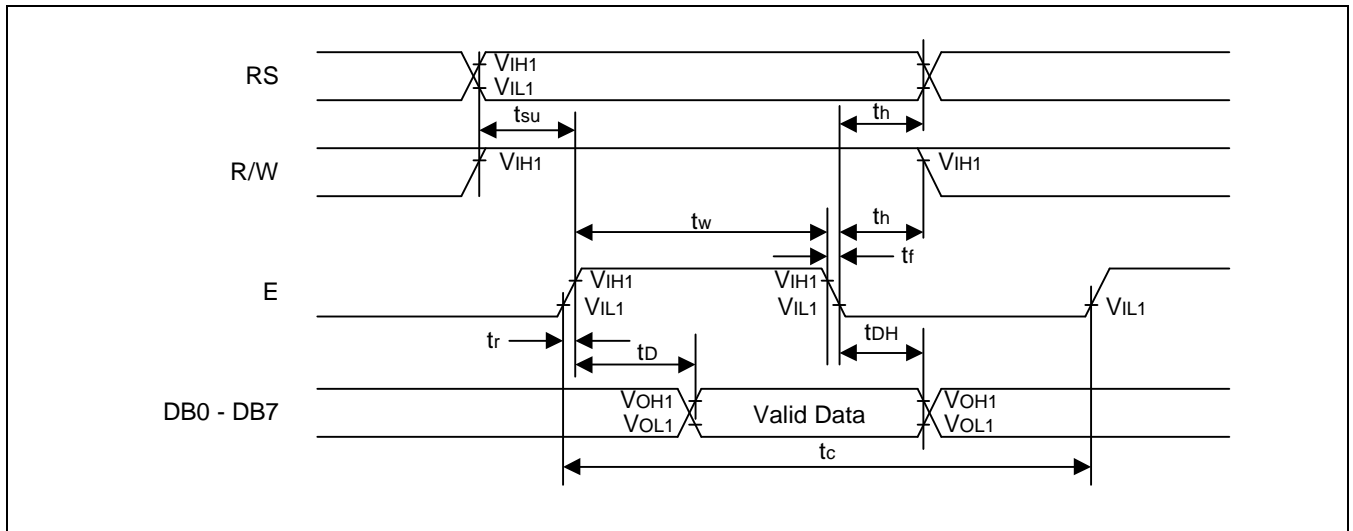 RS
VIH1
VIL1
tsu
th
R/W
VIH1
VIH1
tw
th
tf
E
VIH1
VIL1
VIH1
VIL1
VIL1
tr
tD
tDH
DB0 - DB7
VOH1
VOL1
Valid Data
VOH1
VOL1
tc